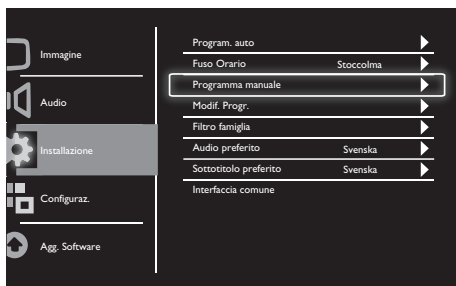 Immagine
Audio
Installazione
Configuraz.
Agg. Software
Program. auto
Fuso Orario Stoccolma
Programma manuale
Modif. Progr.
Filtro famiglia
Audio preferito Svenska
Sottotitolo preferito Svenska
Interfaccia comune